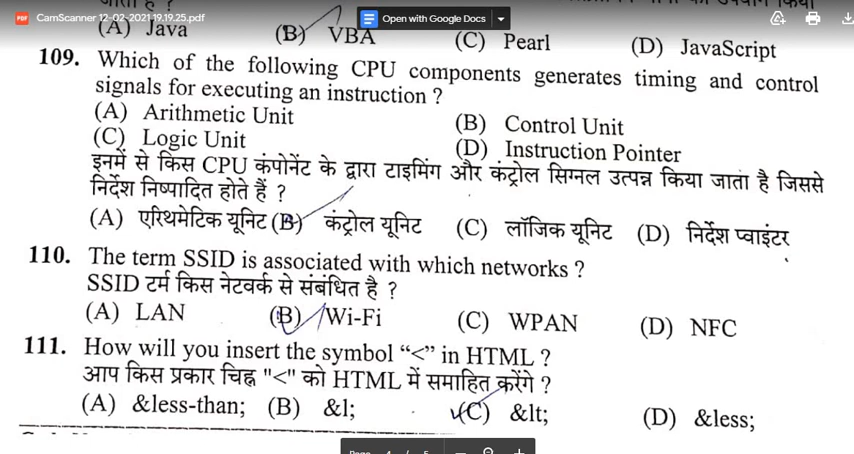 PDF CamScanner 12-02-2021 19.19.25.pdf
Open with Google Docs
(A) Java (B) VBA (C) Pearl (D) JavaScript
109. Which of the following CPU components generates timing and control
signals for executing an instruction ?
(A) Arithmetic Unit (B) Control Unit
(C) Logic Unit (D) Instruction Pointer
इनमें से किस CPU कंपोनेंट के द्वारा टाइमिंग और कंट्रोल सिग्नल उत्पन्न किया जाता है जिससे
निर्देश निष्पादित होते हैं ?
(A) एरिथमेटिक यूनिट (B) कंट्रोल यूनिट (C) लॉजिक यूनिट (D) निर्देश प्वाइंटर
110. The term SSID is associated with which networks ?
SSID टर्म किस नेटवर्क से संबंधित है ?
(A) LAN (B) Wi-Fi (C) WPAN (D) NFC
111. How will you insert the symbol “<” in HTML ?
आप किस प्रकार चिह्न "<" को HTML में समाहित करेंगे ?
(A) &less-than; (B) &l; (C) &lt; (D) &less;
Page 4 / 5